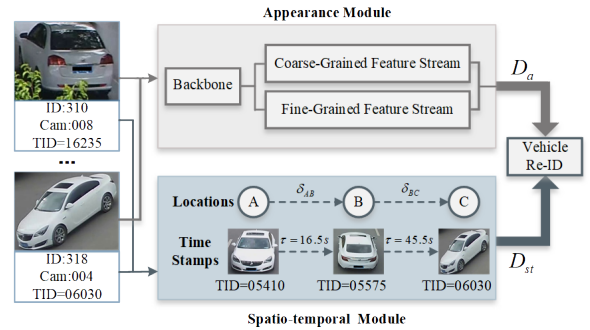 Appearance Module
ID:310
Cam:008
TID=16235
...
ID:318
Cam:004
TID=06030
Backbone
Coarse-Grained Feature Stream
Fine-Grained Feature Stream
D_a
Vehicle
Re-ID
D_st
Locations
A
δ_AB
B
δ_BC
C
Time
Stamps
τ=16.5s
τ=45.5s
TID=05410
TID=05575
TID=06030
Spatio-temporal Module